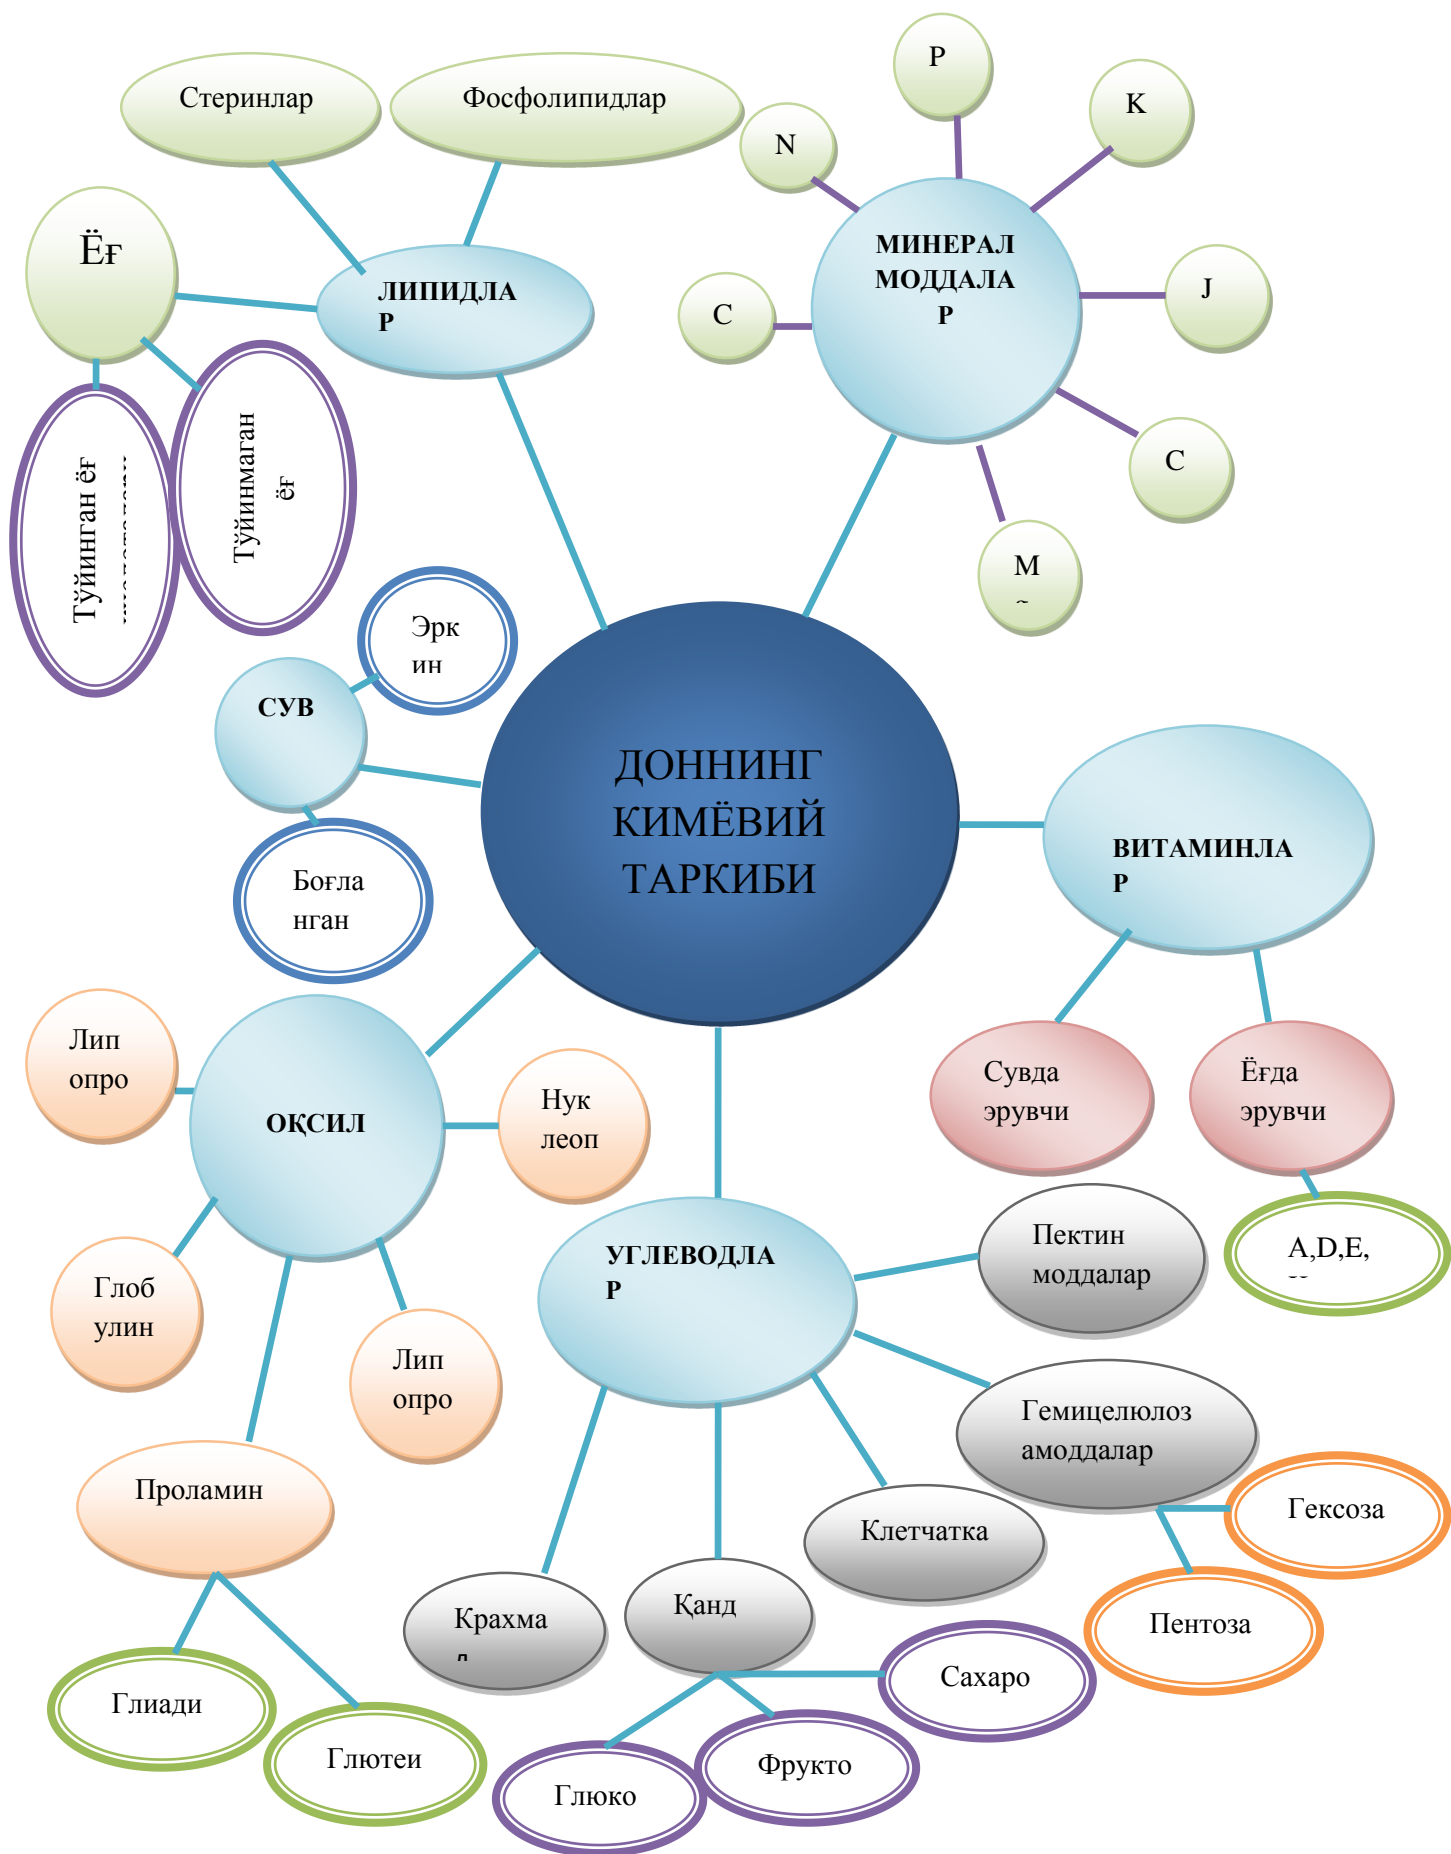 Стеринлар
Фосфолипидлар
P
K
N
Ёғ
МИНЕРАЛ
МОДДАЛА
Р
ЛИПИДЛА
Р
J
C
C
М
Тўйинган ёғ
Тўйинмаган
ёғ
Эрк
ин
СУВ
ДОННИНГ
КИМЁВИЙ
ТАРКИБИ
ВИТАМИНЛА
Р
Боғла
нган
Лип
опро
ОҚСИЛ
Нук
леоп
Сувда
эрувчи
Ёғда
эрувчи
Глоб
улин
Лип
опро
УГЛЕВОДЛА
Р
Пектин
моддалар
A,D,E,
Гемицелюлоз
амоддалар
Проламин
Клетчатка
Гексоза
Крахма
Қанд
Пентоза
Сахаро
Глиади
Глютеи
Глюко
Фрукто